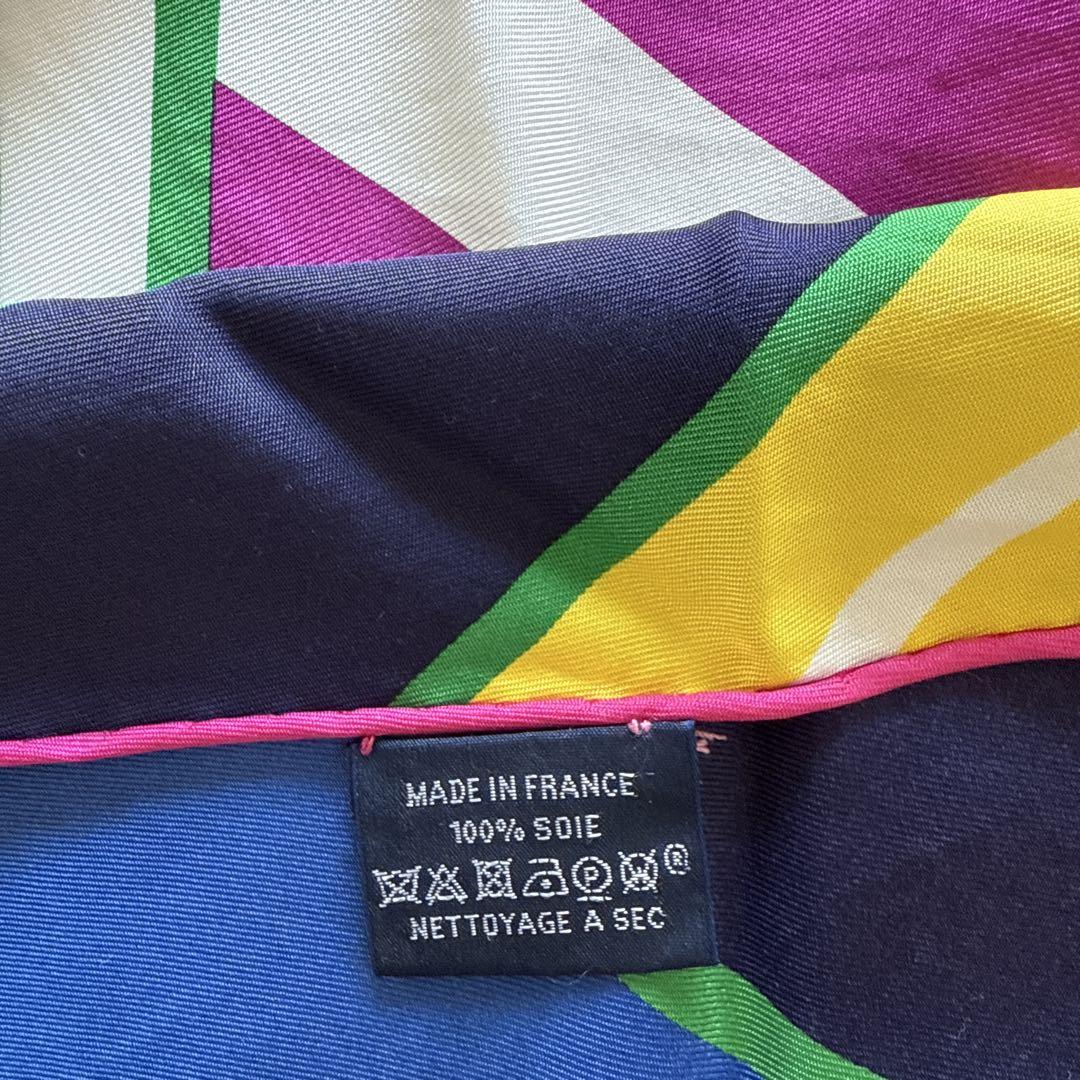 MADE IN FRANCE
100% SOIE
P W ®
NETTOYAGE A SEC